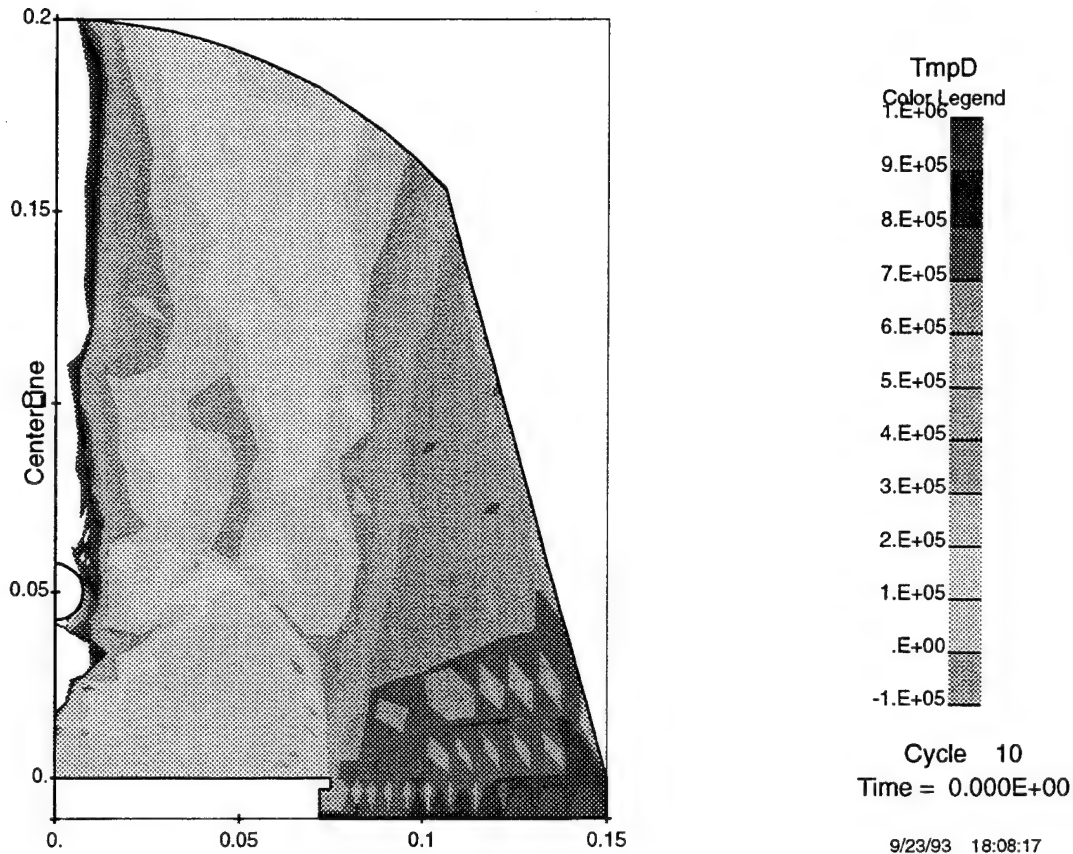 0.2
0.15
0.1
0.05
0.
CenterLine
0.
0.05
0.1
0.15
TmpD
Color Legend
1.E+06
9.E+05
8.E+05
7.E+05
6.E+05
5.E+05
4.E+05
3.E+05
2.E+05
1.E+05
.E+00
-1.E+05
Cycle 10
Time = 0.000E+00
9/23/93 18:08:17